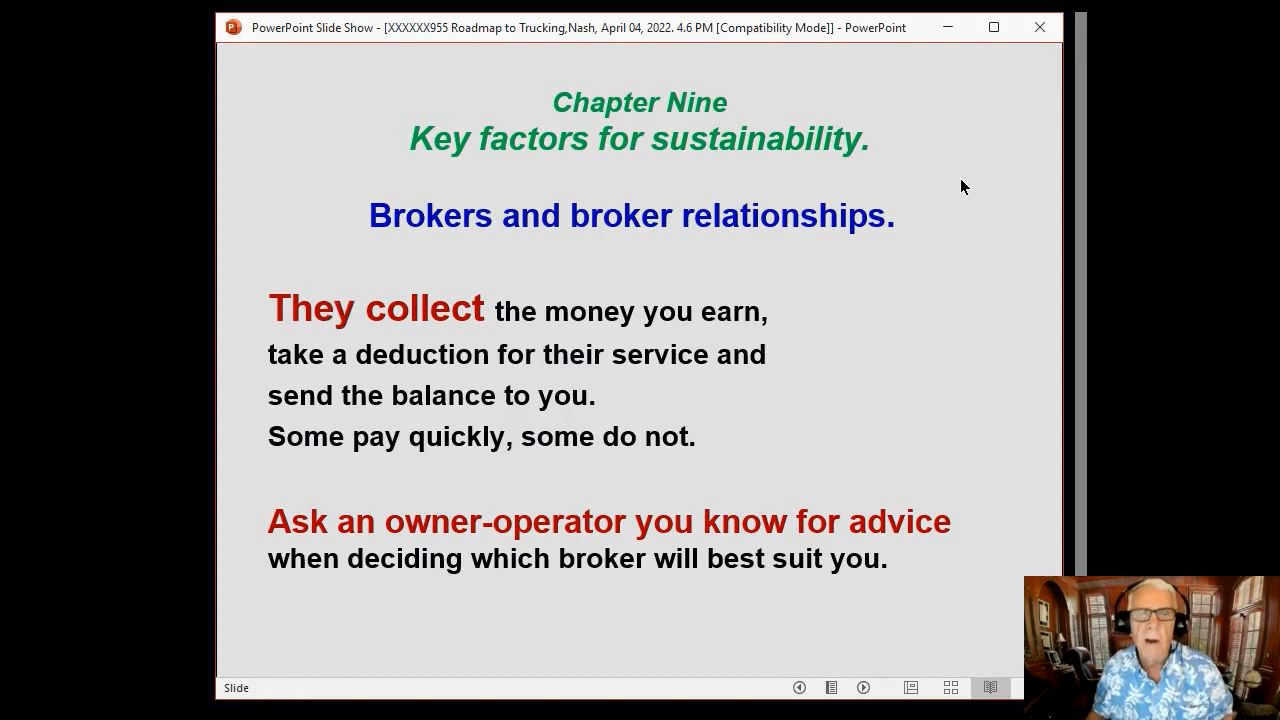 PowerPoint Slide Show - [XXXXXX955 Roadmap to Trucking,Nash, April 04, 2022. 4.6 PM [Compatibility Mode]] - PowerPoint
Chapter Nine
Key factors for sustainability.
Brokers and broker relationships.
They collect the money you earn,
take a deduction for their service and
send the balance to you.
Some pay quickly, some do not.
Ask an owner-operator you know for advice
when deciding which broker will best suit you.
Slide